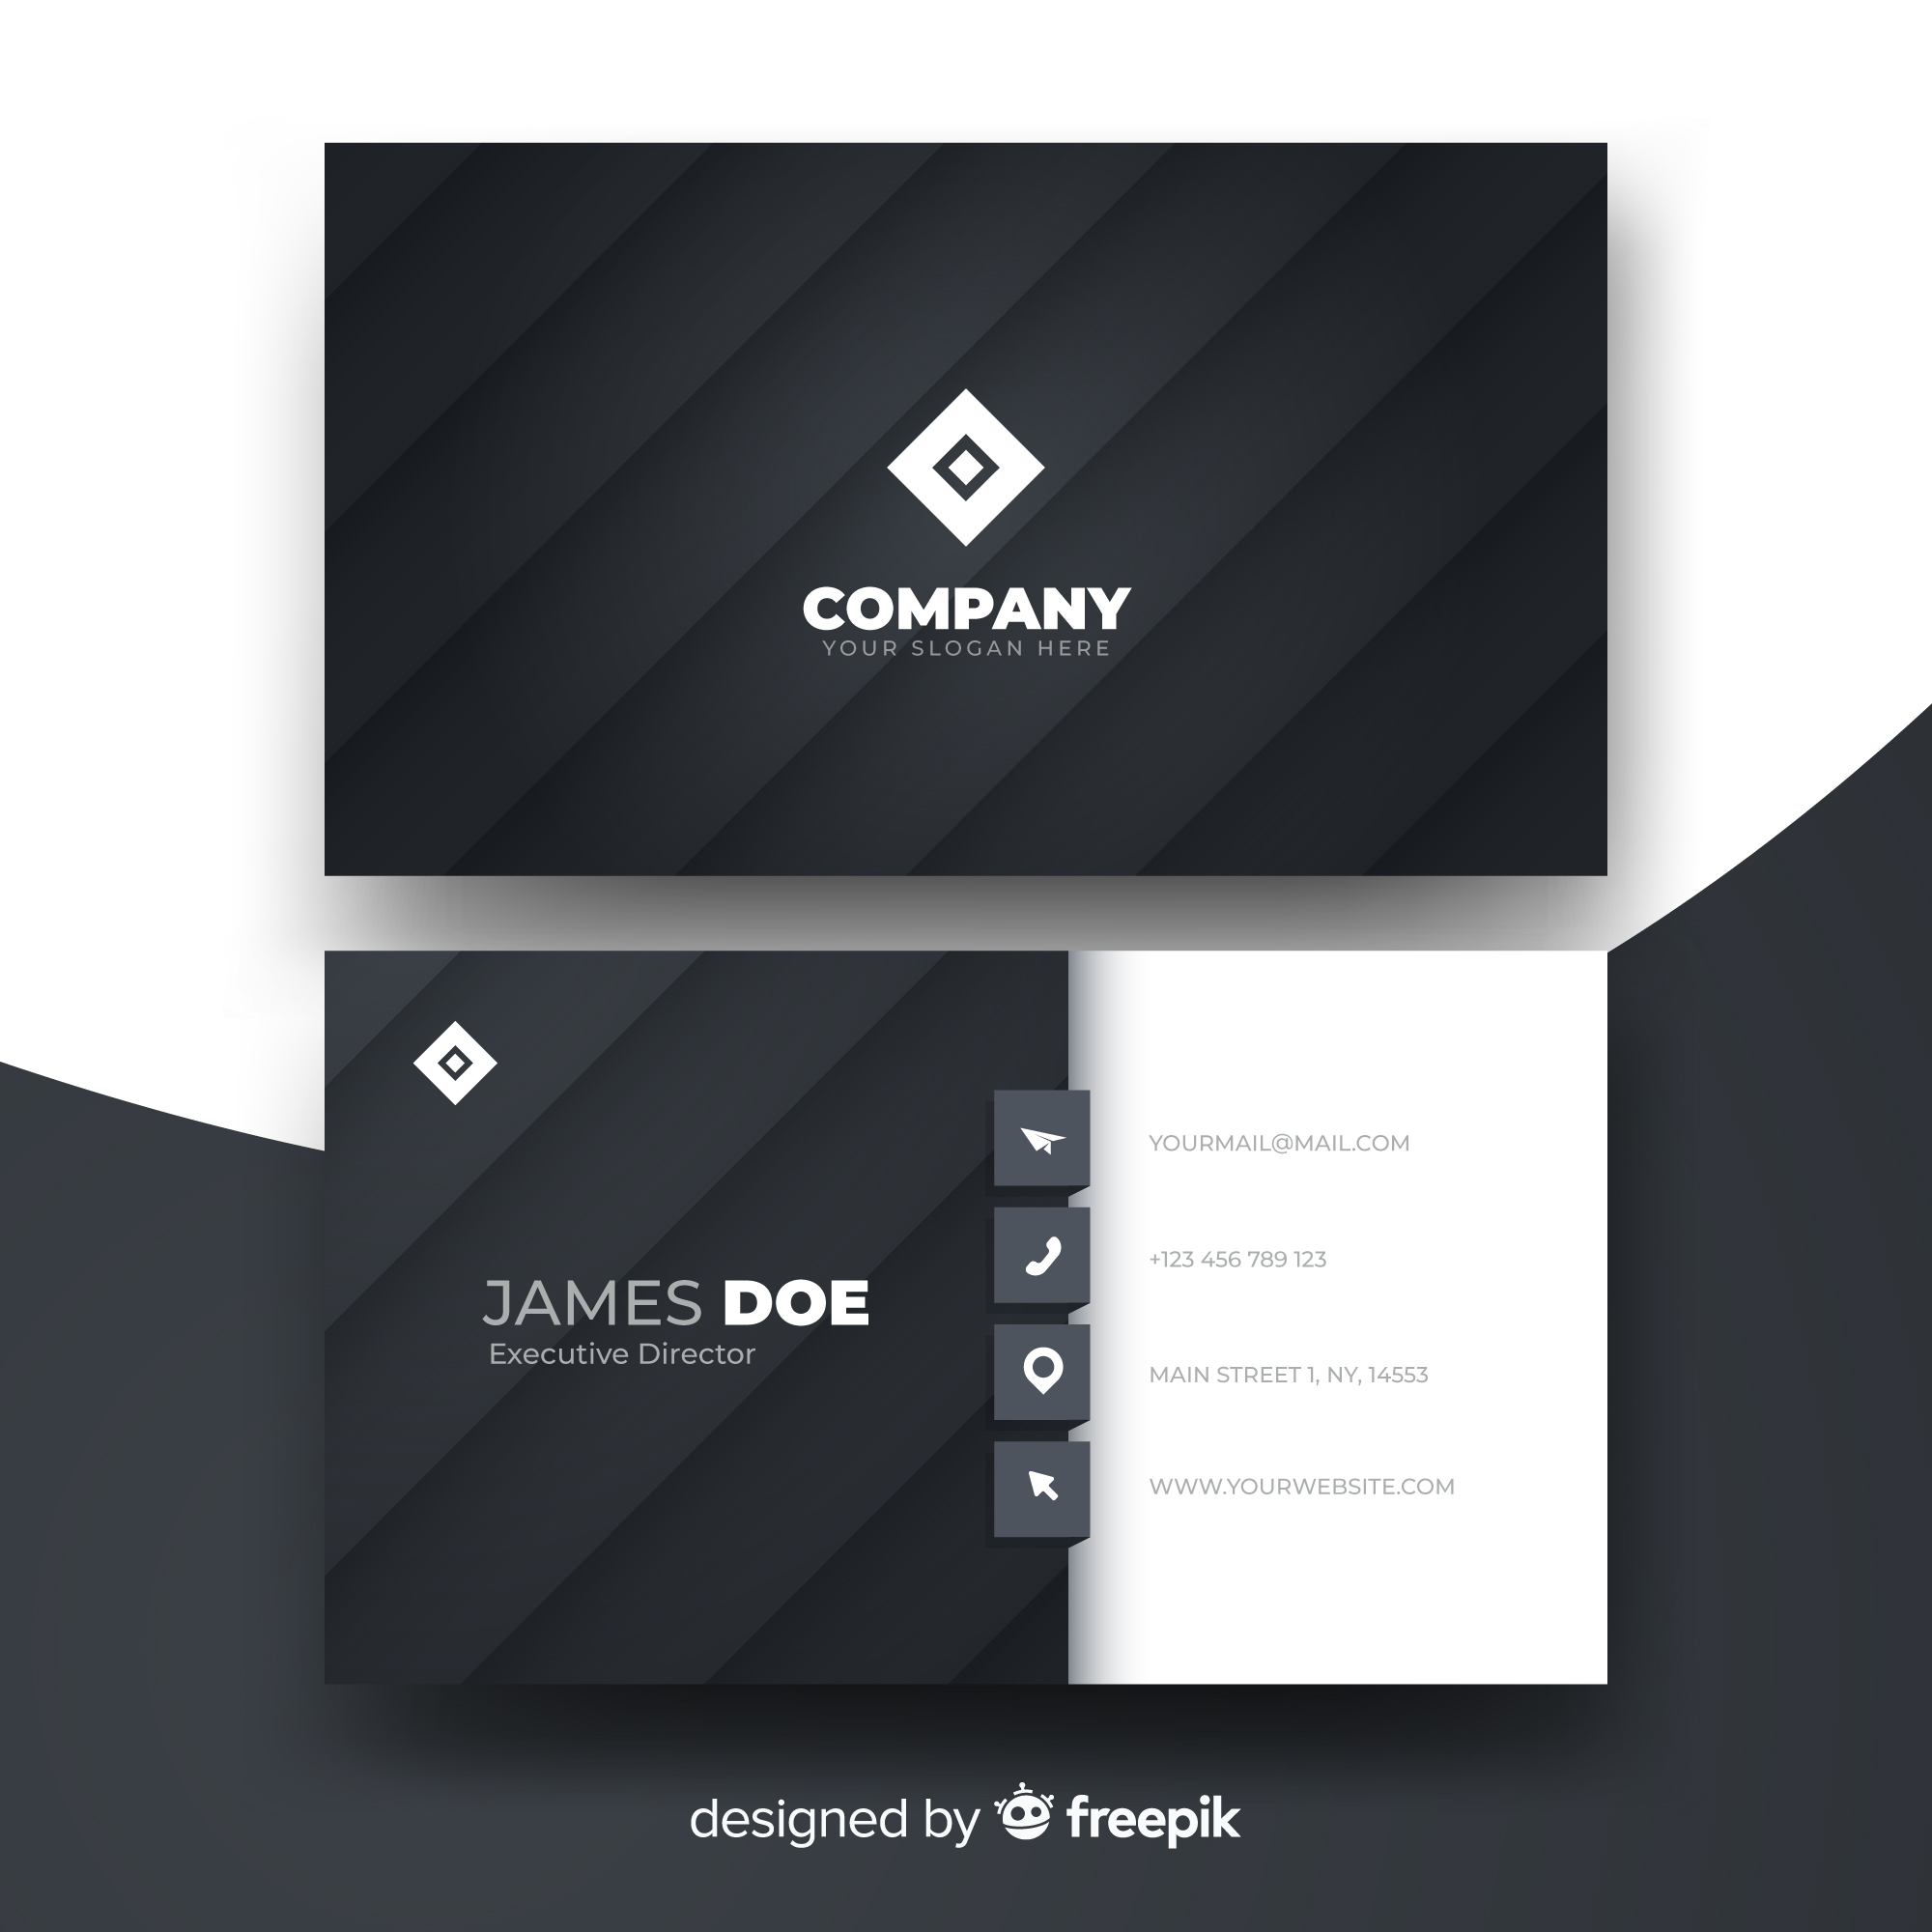 COMPANY
YOUR SLOGAN HERE
JAMES DOE
Executive Director
YOURMAIL@MAIL.COM
+123 456 789 123
MAIN STREET 1, NY, 14553
WWW.YOURWEBSITE.COM
designed by freepik